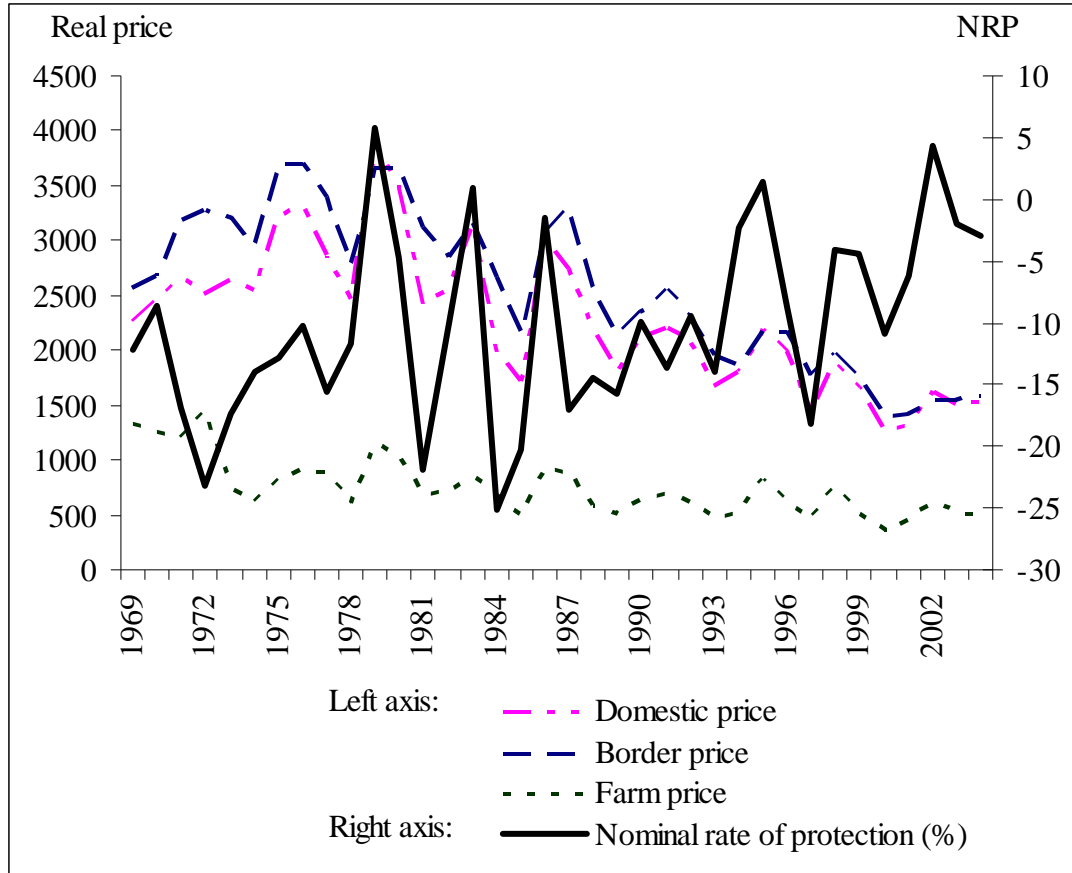 Real price NRP
4500 10
4000 5
3500 0
3000 -5
2500 -10
2000 -15
1500 -20
1000 -25
500 -30
0
1969 1972 1975 1978 1981 1984 1987 1990 1993 1996 1999 2002
Left axis: Domestic price
Border price
Farm price
Right axis: Nominal rate of protection (%)